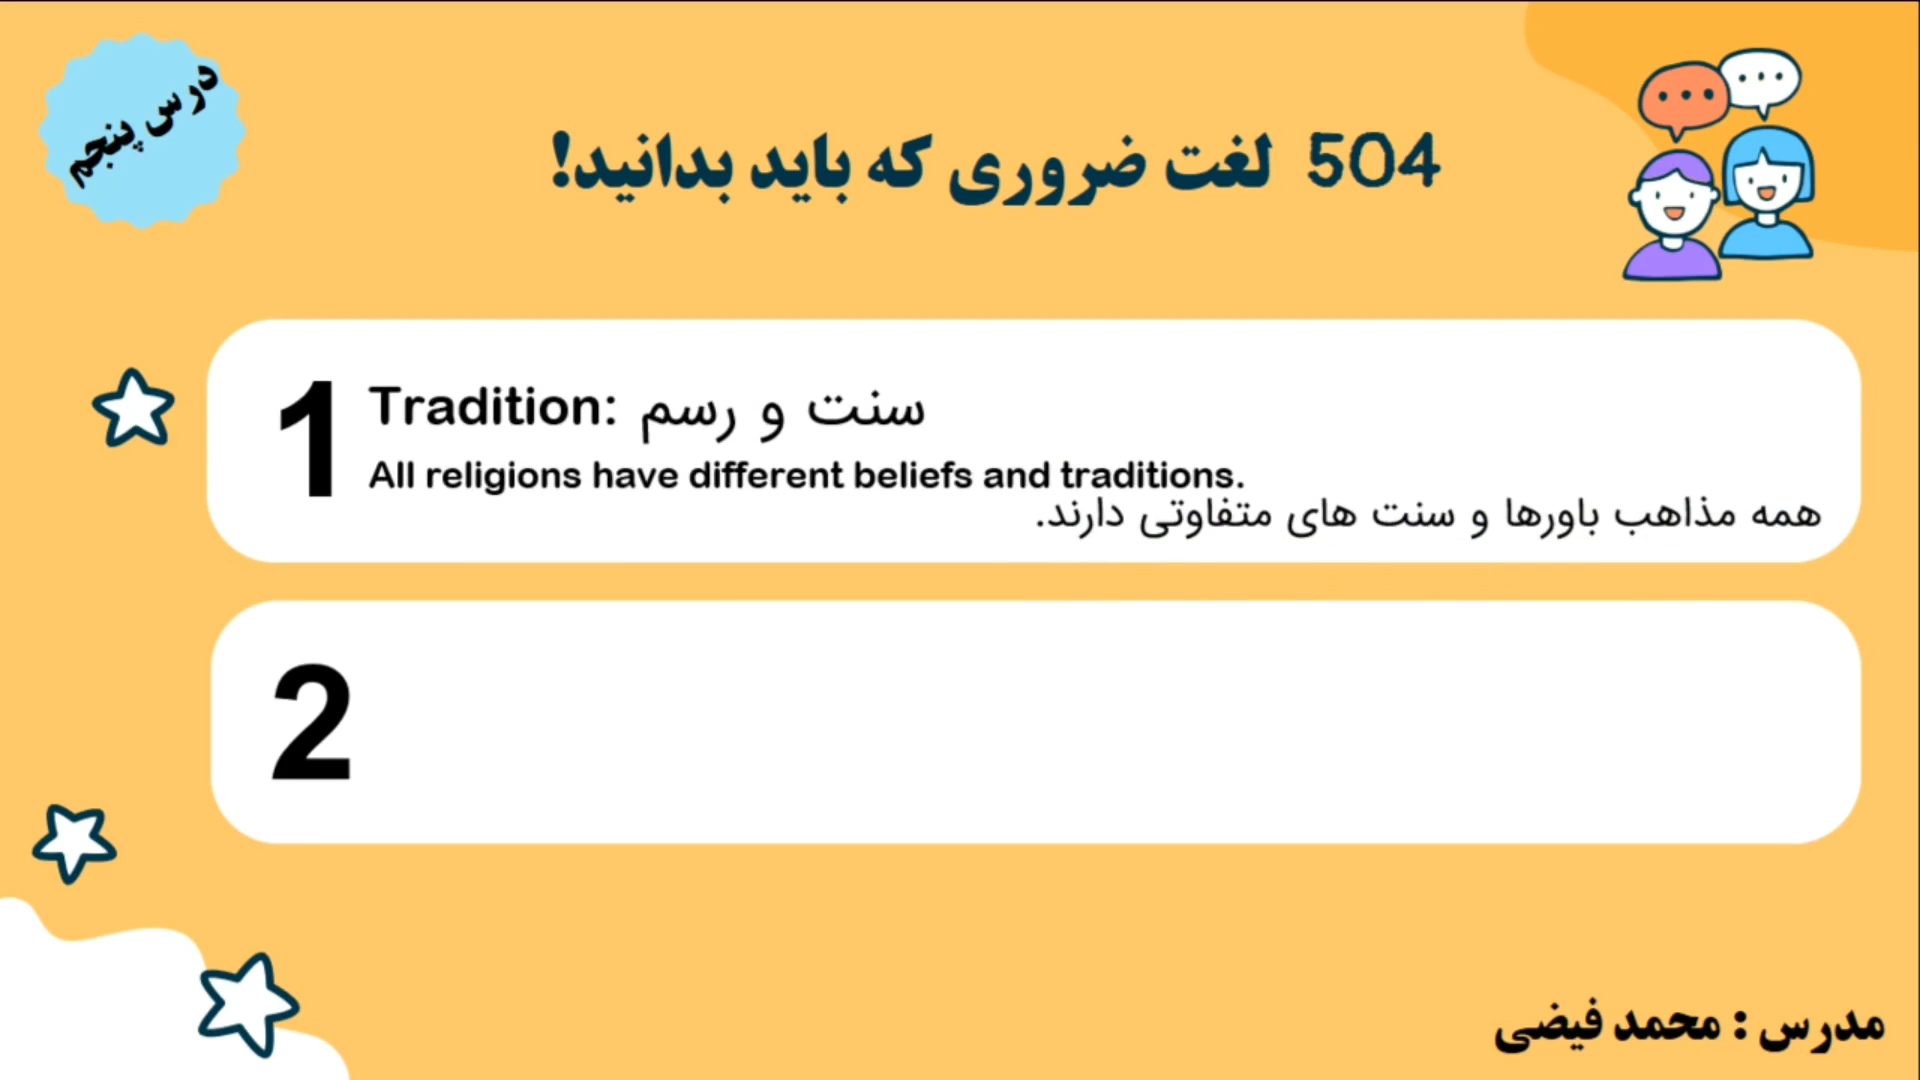 درس پنجم
504 لغت ضروری که باید بدانید!
1
Tradition: سنت و رسم
All religions have different beliefs and traditions.
همه مذاهب باورها و سنت های متفاوتی دارند.
2
مدرس : محمد فیضی